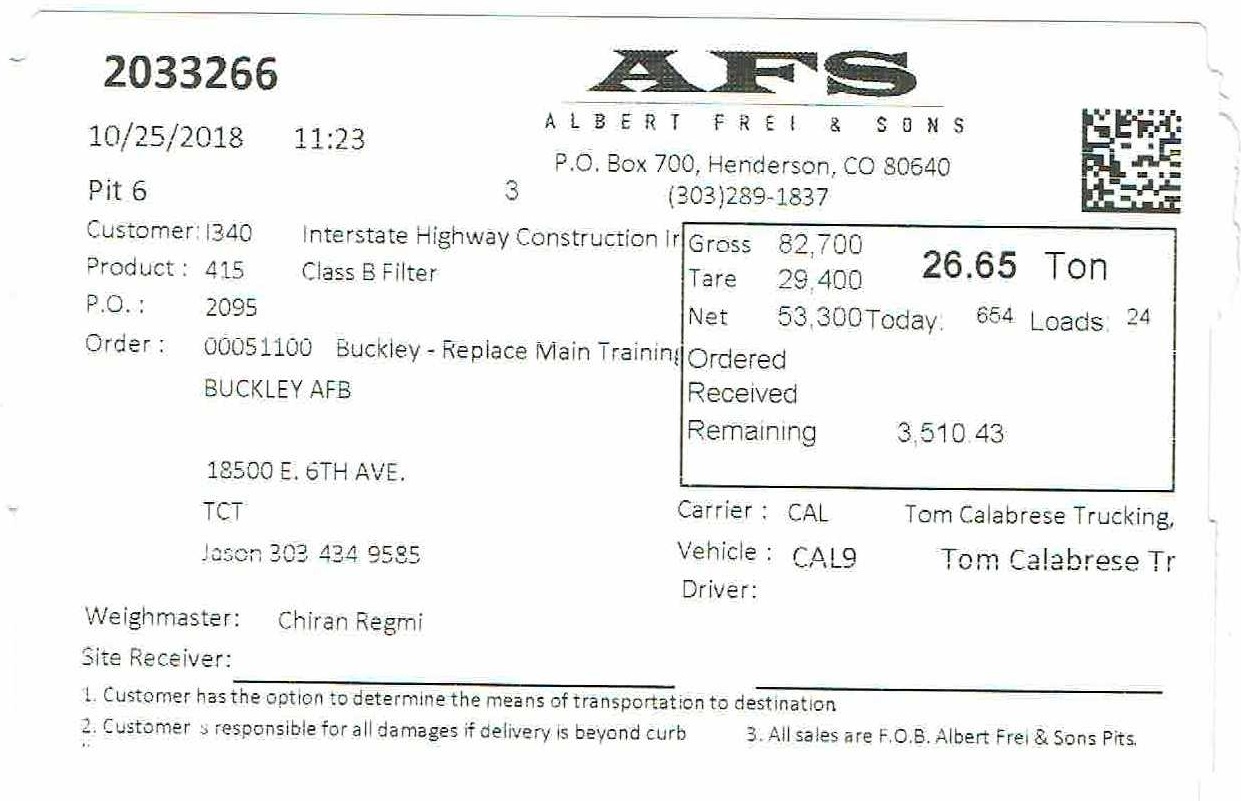 2033266
AFS
ALBERT FREI & SONS
10/25/2018 11:23
P.O. Box 700, Henderson, CO 80640
Pit 6 3 (303)289-1837
Customer: I340 Interstate Highway Construction Ir
Product : 415 Class B Filter
P.O. : 2095
Order : 00051100 Buckley - Replace Main Training
BUCKLEY AFB
18500 E. 6TH AVE.
TCT
Jason 303 434 9585
Gross 82,700 26.65 Ton
Tare 29,400
Net 53,300 Today: 654 Loads: 24
Ordered
Received
Remaining 3,510.43
Carrier : CAL Tom Calabrese Trucking,
Vehicle : CAL9 Tom Calabrese Tr
Driver:
Weighmaster: Chiran Regmi
Site Receiver:
1. Customer has the option to determine the means of transportation to destination
2. Customer s responsible for all damages if delivery is beyond curb 3. All sales are F.O.B. Albert Frei & Sons Pits.